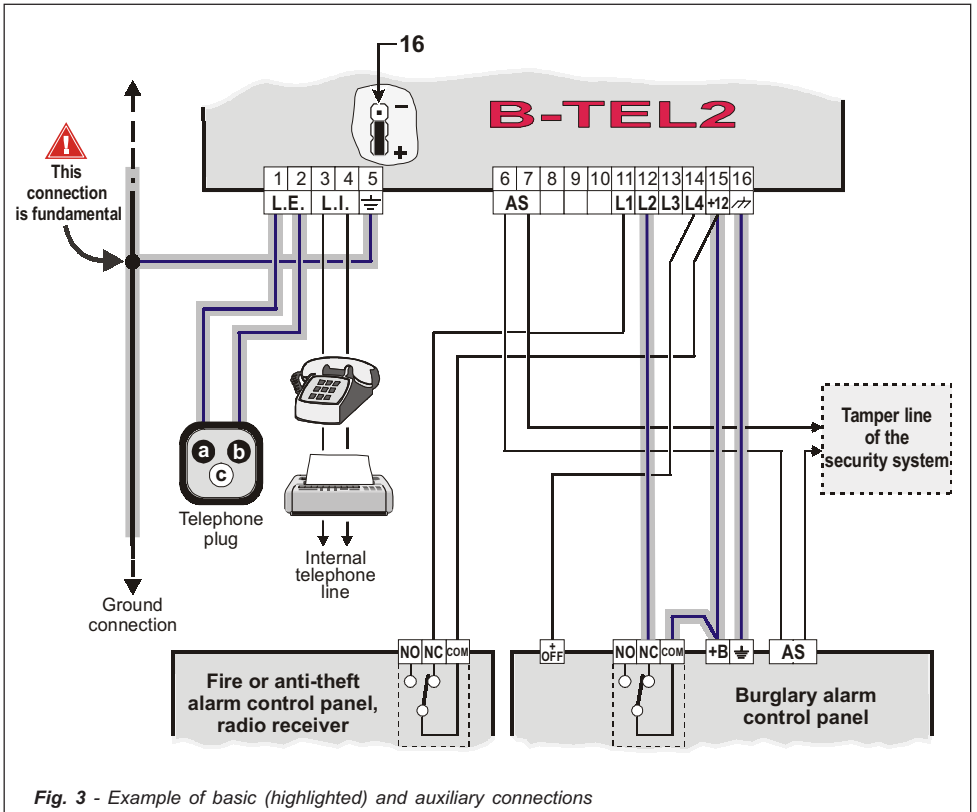 16
B-TEL2
−
+
This
connection
is fundamental
1 2 3 4 5
L.E. L.I.
6 7 8 9 10 11 12 13 14 15 16
AS L1 L2 L3 L4 +12
a b
c
Telephone
plug
Internal
telephone
line
Ground
connection
Tamper line
of the
security system
NO NC COM
+
OFF
NO NC COM +B AS
Fire or anti-theft
alarm control panel,
radio receiver
Burglary alarm
control panel
Fig. 3 - Example of basic (highlighted) and auxiliary connections